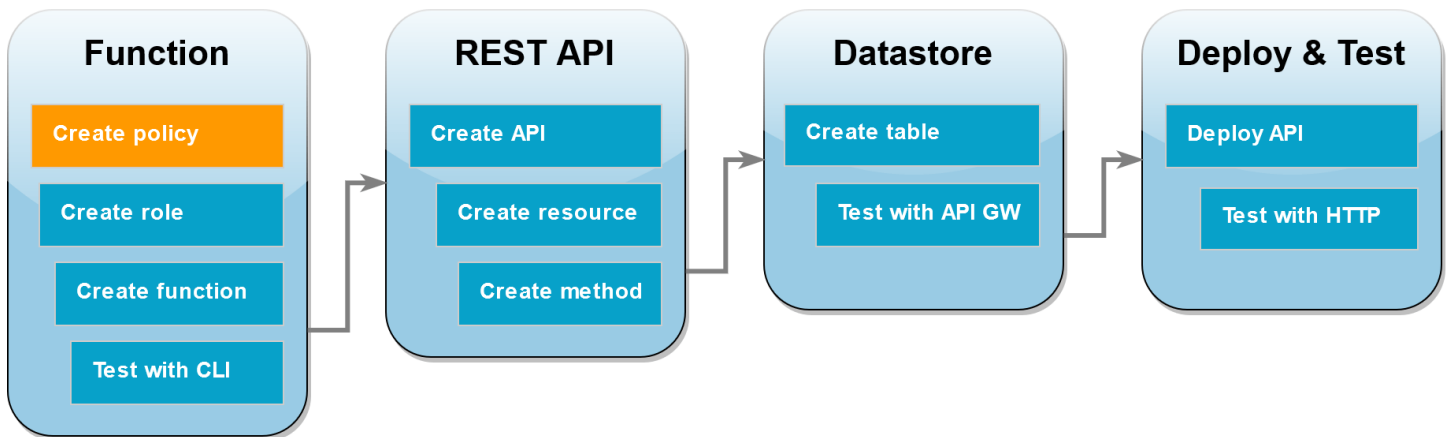 Function
Create policy
Create role
Create function
Test with CLI
REST API
Create API
Create resource
Create method
Datastore
Create table
Test with API GW
Deploy & Test
Deploy API
Test with HTTP